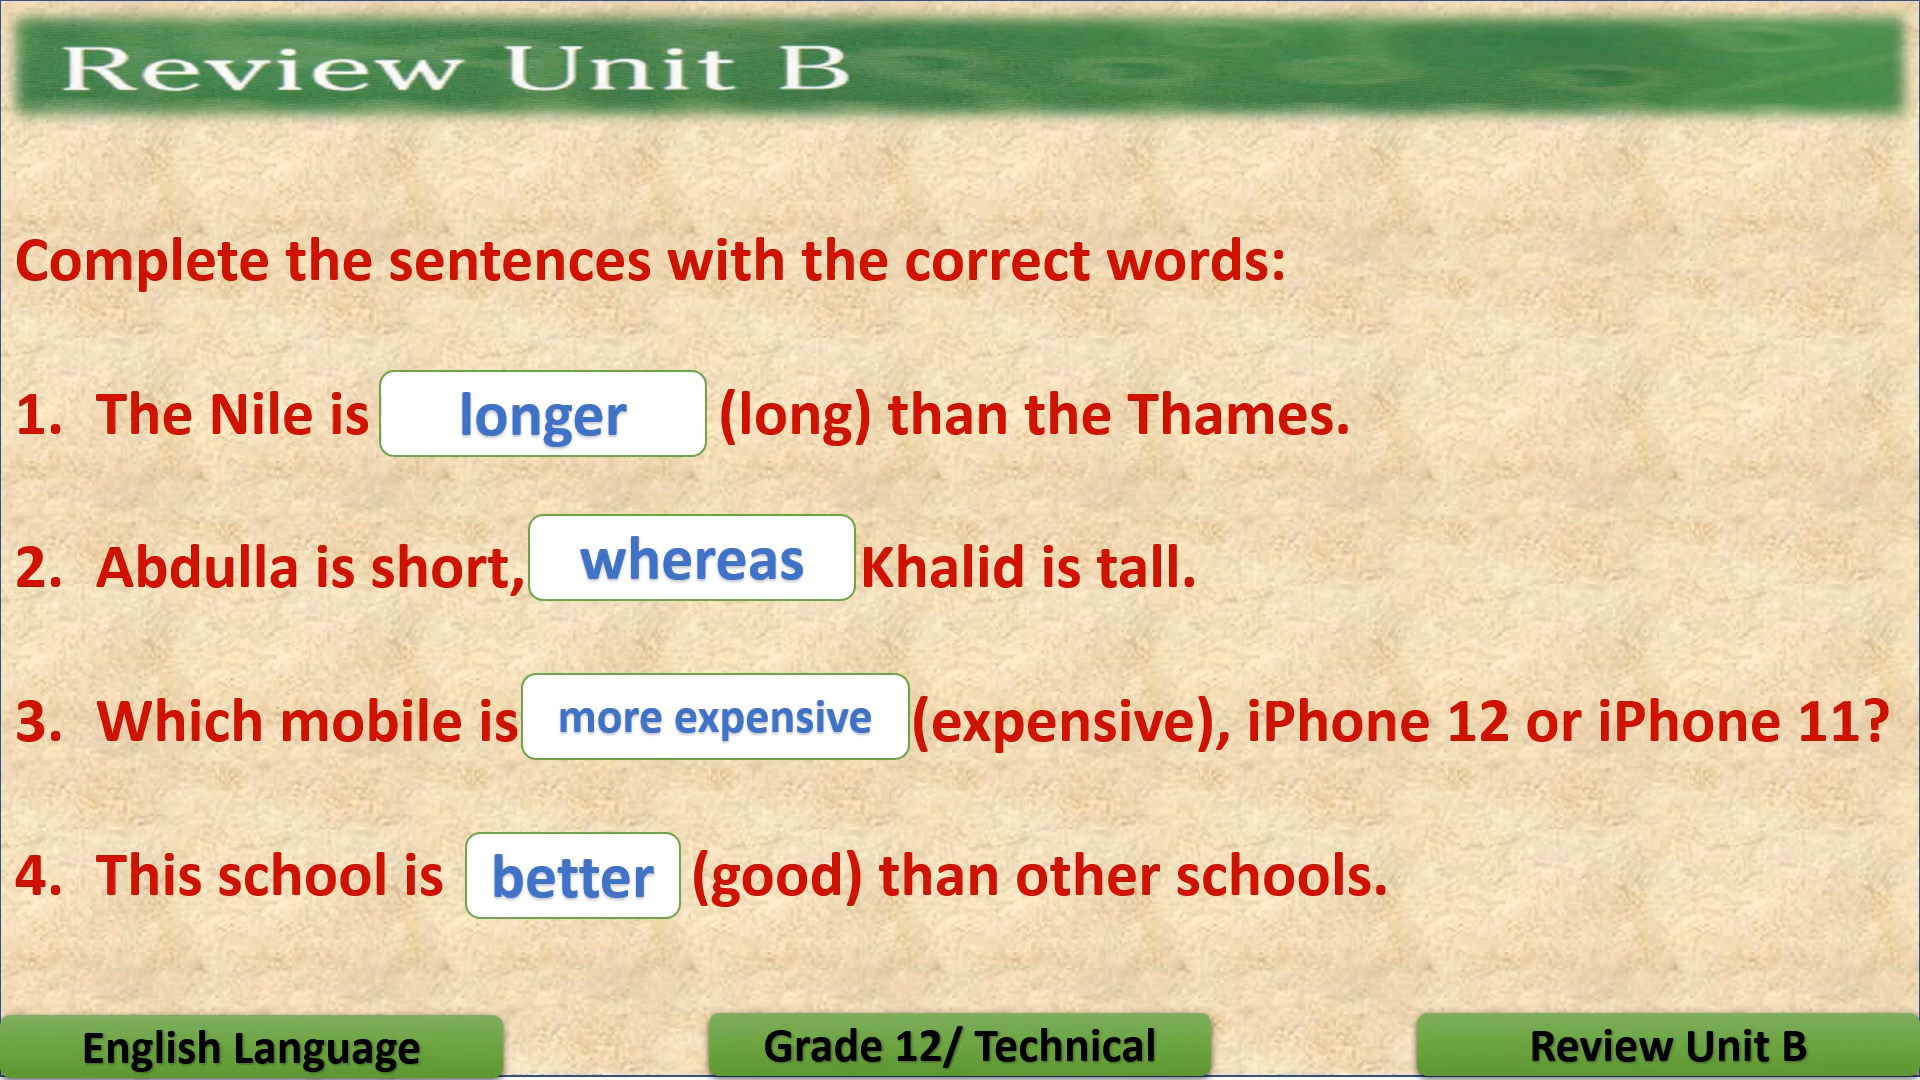 Review Unit B
Complete the sentences with the correct words:
1. The Nile is longer (long) than the Thames.
2. Abdulla is short, whereas Khalid is tall.
3. Which mobile is more expensive (expensive), iPhone 12 or iPhone 11?
4. This school is better (good) than other schools.
English Language
Grade 12/ Technical
Review Unit B